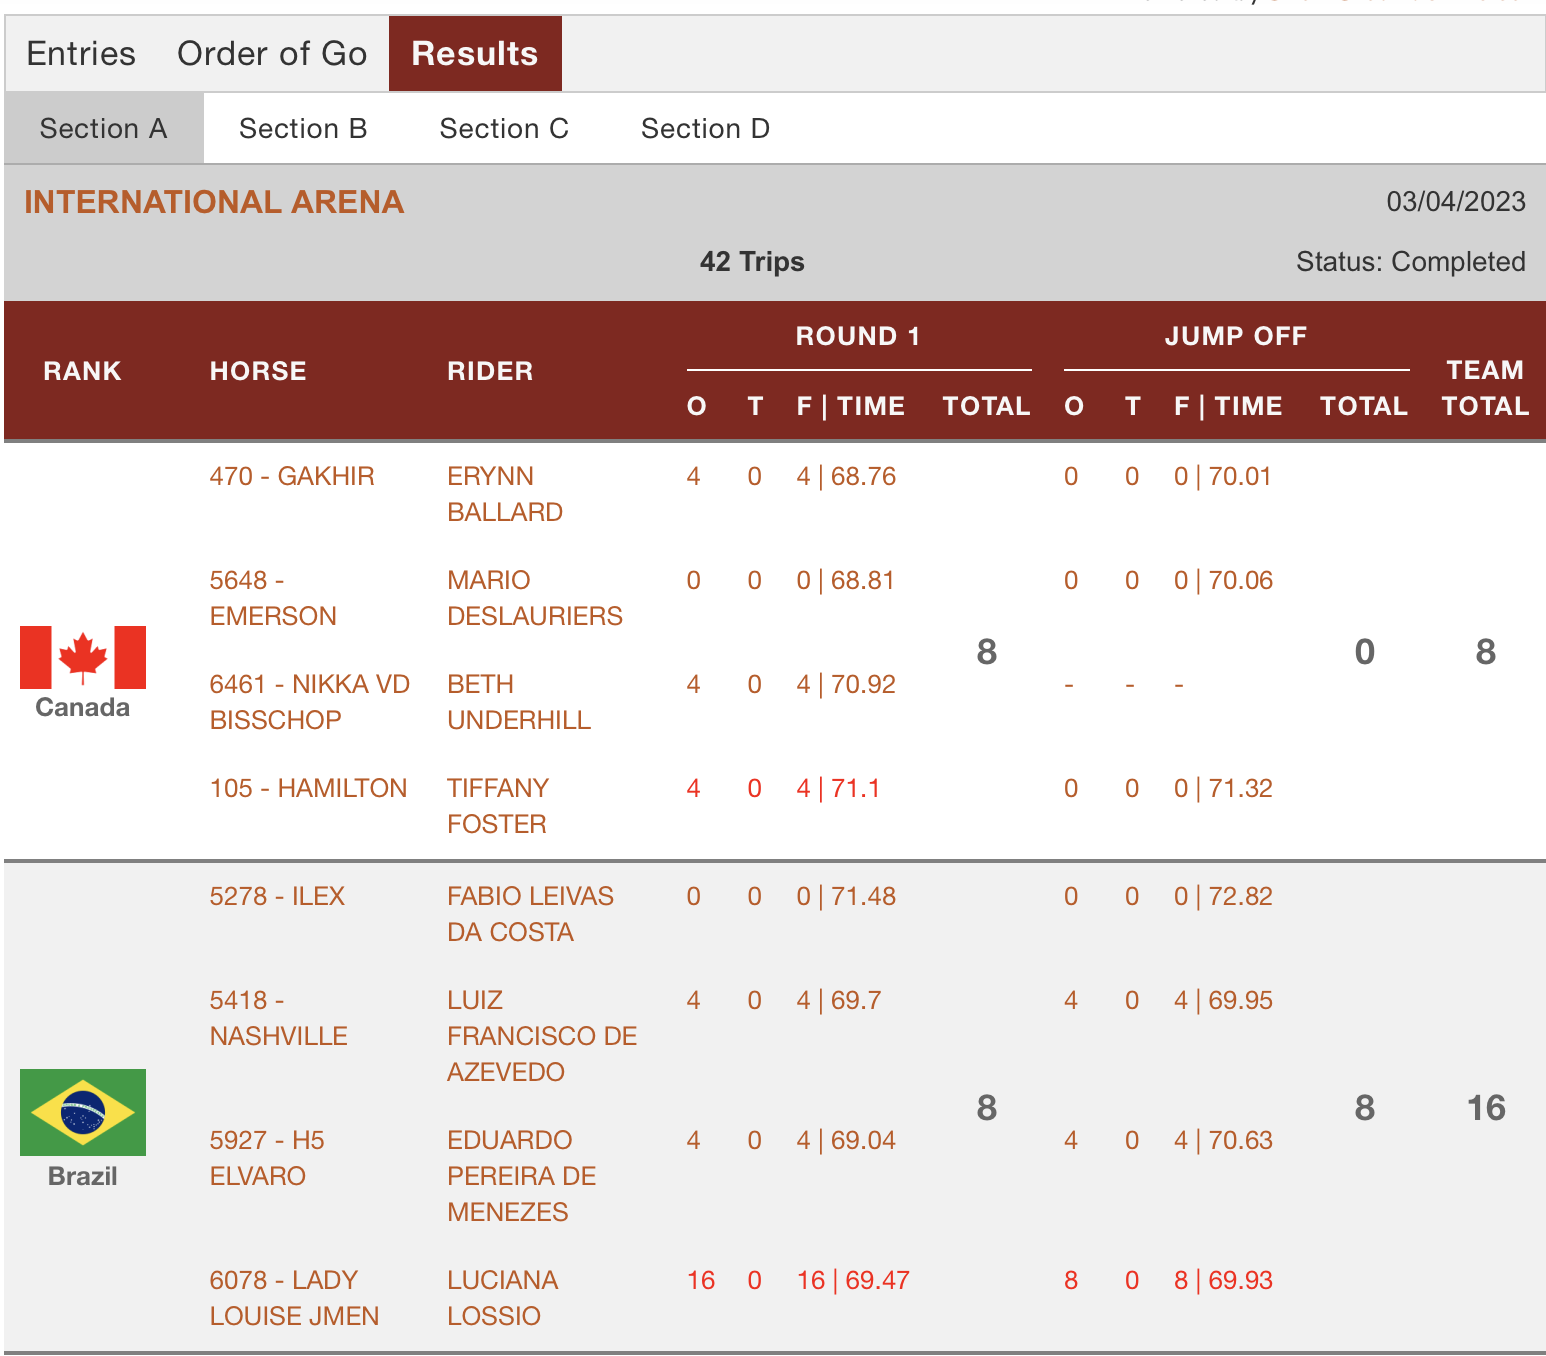 Entries Order of Go Results
Section A Section B Section C Section D
INTERNATIONAL ARENA 03/04/2023
42 Trips Status: Completed
ROUND 1 JUMP OFF
RANK HORSE RIDER TEAM
O T F | TIME TOTAL O T F | TIME TOTAL TOTAL
470 - GAKHIR ERYNN 4 0 4 | 68.76 0 0 0 | 70.01
BALLARD
5648 - MARIO 0 0 0 | 68.81 0 0 0 | 70.06
EMERSON DESLAURIERS
8 0 8
6461 - NIKKA VD BETH 4 0 4 | 70.92 - - -
Canada
BISSCHOP UNDERHILL
105 - HAMILTON TIFFANY 4 0 4 | 71.1 0 0 0 | 71.32
FOSTER
5278 - ILEX FABIO LEIVAS 0 0 0 | 71.48 0 0 0 | 72.82
DA COSTA
5418 - LUIZ 4 0 4 | 69.7 4 0 4 | 69.95
NASHVILLE FRANCISCO DE
AZEVEDO
8 8 16
5927 - H5 EDUARDO 4 0 4 | 69.04 4 0 4 | 70.63
Brazil ELVARO PEREIRA DE
MENEZES
6078 - LADY LUCIANA 16 0 16 | 69.47 8 0 8 | 69.93
LOUISE JMEN LOSSIO